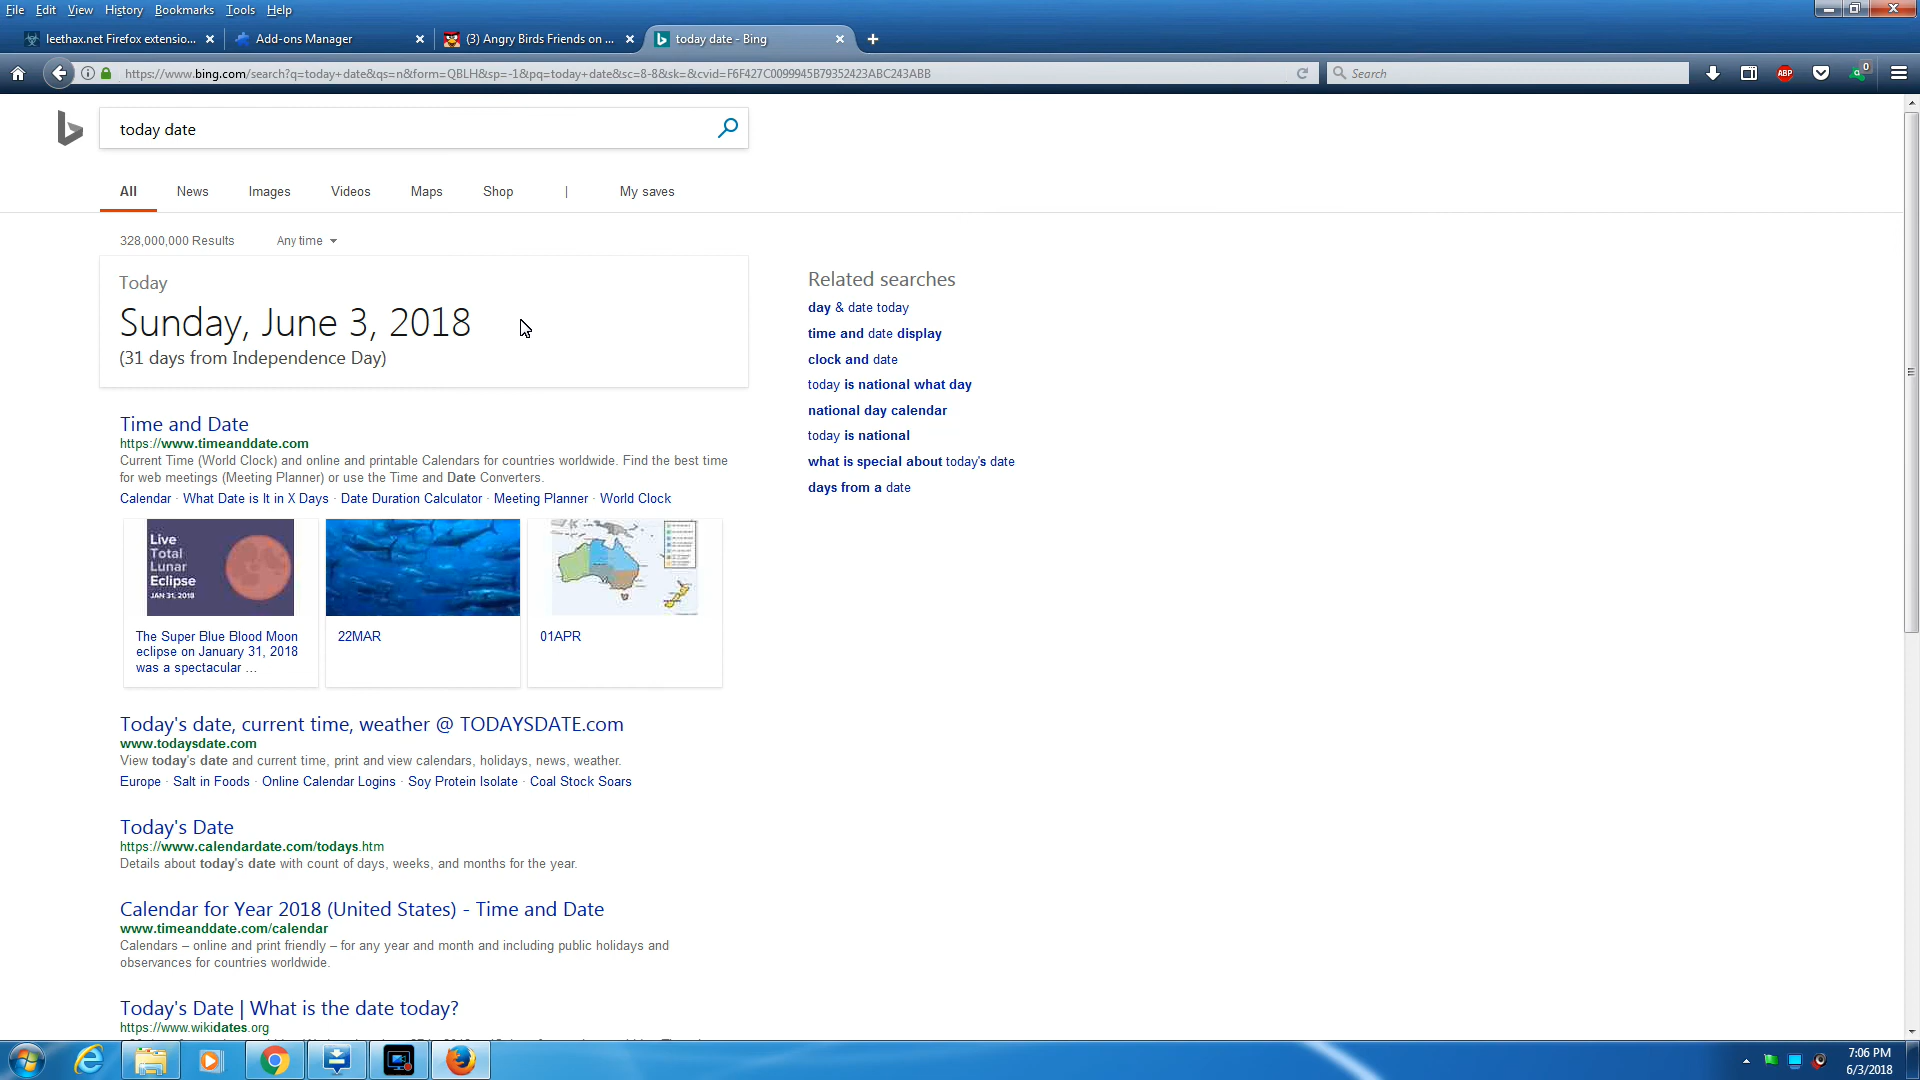 File Edit View History Bookmarks Tools Help
leethax.net Firefox extensio...
Add-ons Manager
(3) Angry Birds Friends on ...
today date - Bing
https://www.bing.com/search?q=today+date&qs=n&form=QBLH&sp=-1&pq=today+date&sc=8-8&sk=&cvid=F6F427C0099945B79352423ABC243ABB
Search
ABP
0
today date
All News Images Videos Maps Shop | My saves
328,000,000 Results Any time
Today
Sunday, June 3, 2018
(31 days from Independence Day)
Related searches
day & date today
time and date display
clock and date
today is national what day
national day calendar
today is national
what is special about today's date
days from a date
Time and Date
https://www.timeanddate.com
Current Time (World Clock) and online and printable Calendars for countries worldwide. Find the best time
for web meetings (Meeting Planner) or use the Time and Date Converters.
Calendar · What Date is It in X Days · Date Duration Calculator · Meeting Planner · World Clock
Live
Total
Lunar
Eclipse
JAN 31, 2018
The Super Blue Blood Moon
eclipse on January 31, 2018
was a spectacular ...
22MAR
01APR
Today's date, current time, weather @ TODAYSDATE.com
www.todaysdate.com
View today's date and current time, print and view calendars, holidays, news, weather.
Europe · Salt in Foods · Online Calendar Logins · Soy Protein Isolate · Coal Stock Soars
Today's Date
https://www.calendardate.com/todays.htm
Details about today's date with count of days, weeks, and months for the year.
Calendar for Year 2018 (United States) - Time and Date
www.timeanddate.com/calendar
Calendars – online and print friendly – for any year and month and including public holidays and
observances for countries worldwide.
Today's Date | What is the date today?
https://www.wikidates.org
7:06 PM
6/3/2018